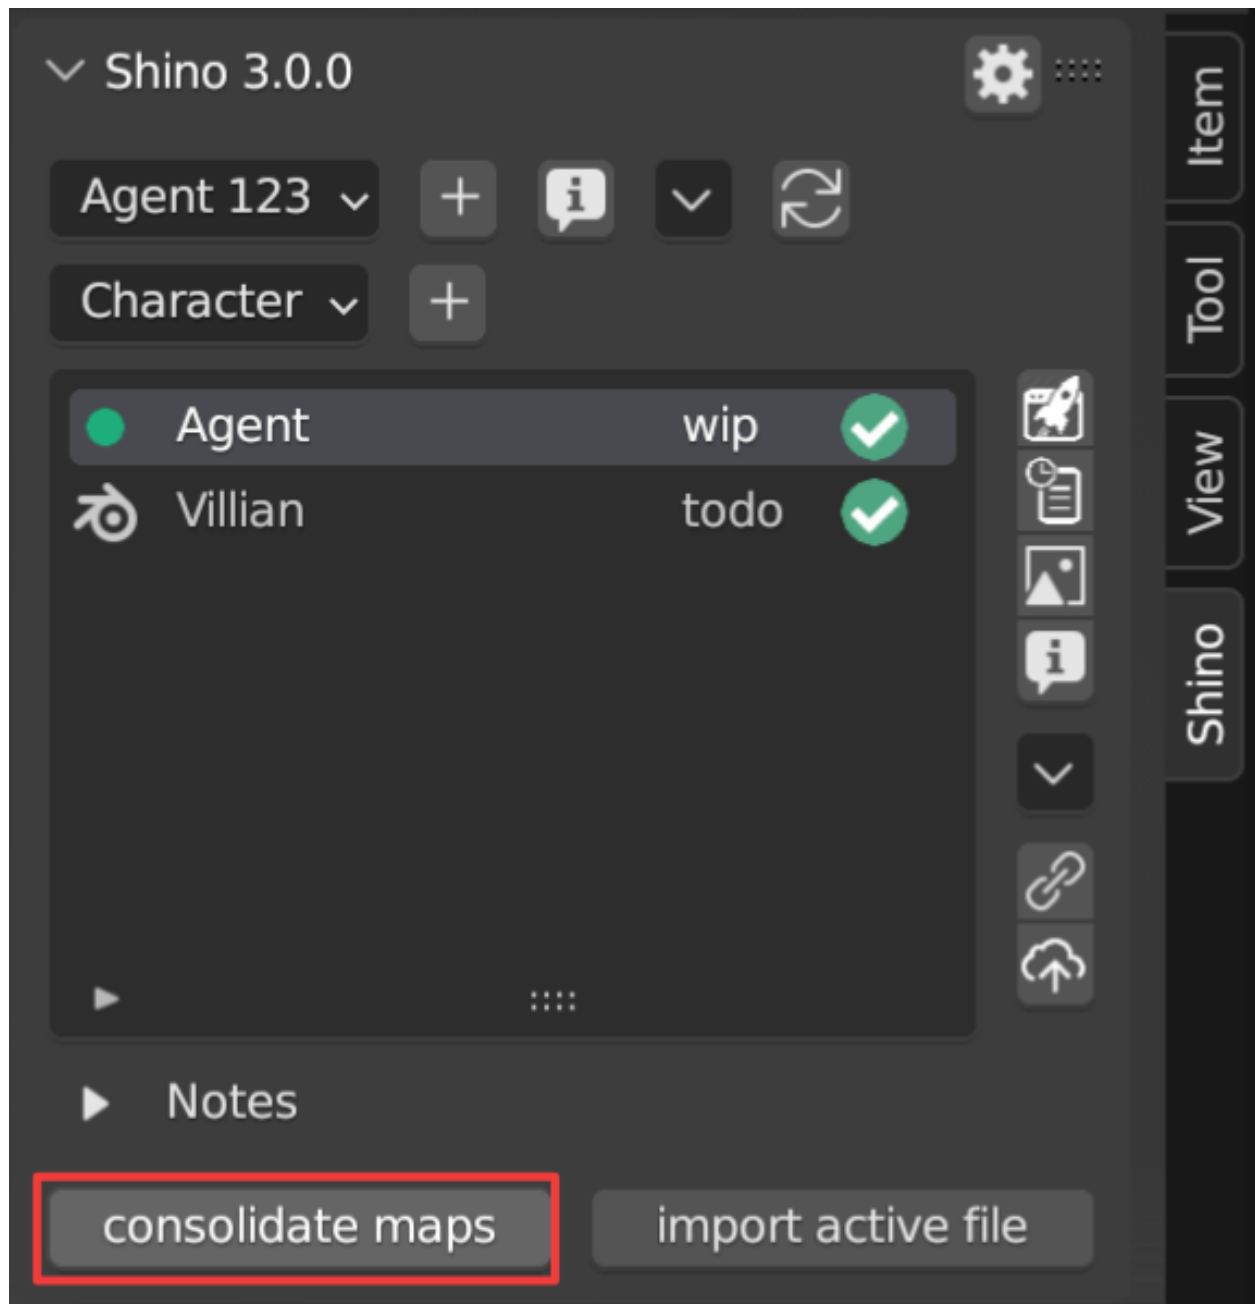 Shino 3.0.0
Agent 123
Character
Agent wip
Villian todo
Notes
consolidate maps import active file
Item
Tool
View
Shino